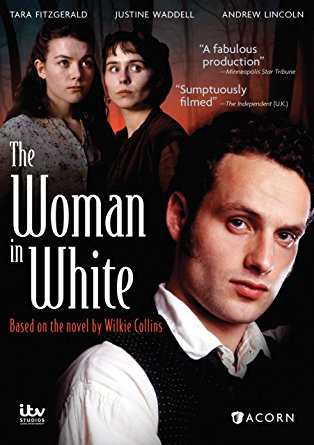 TARA FITZGERALD JUSTINE WADDELL ANDREW LINCOLN
"A fabulous
production"
—Minneapolis Star Tribune
"Sumptuously
filmed" —The Independent (U.K.)
The
Woman
in
White
Based on the novel by Wilkie Collins
itv
STUDIOS
ACORN